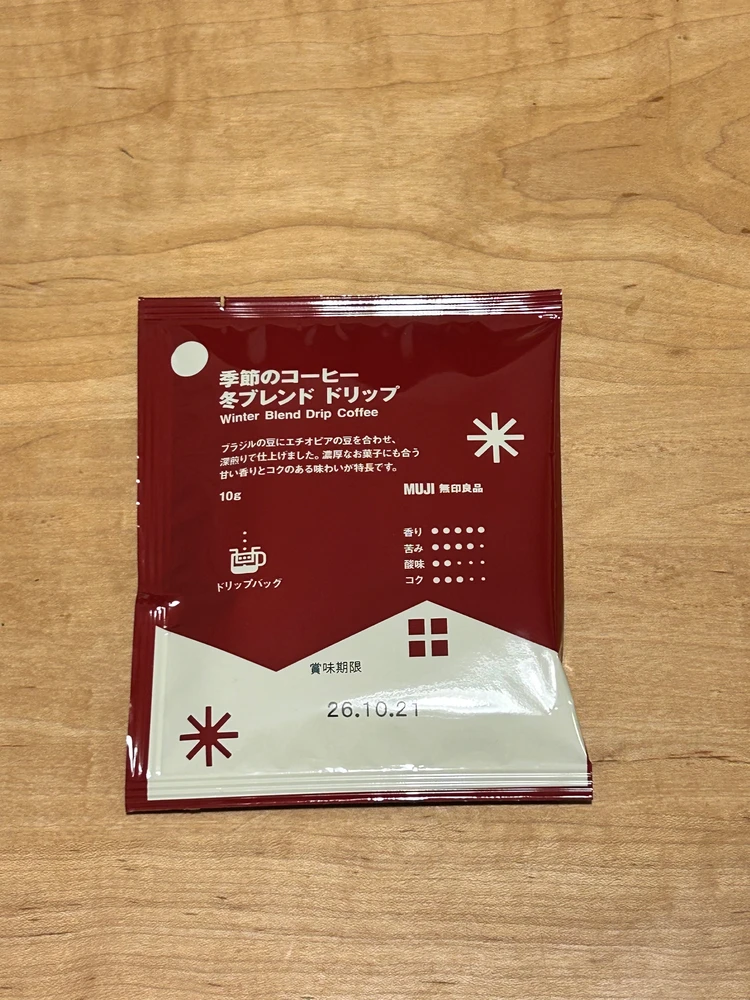 季節のコーヒー
冬ブレンド ドリップ
Winter Blend Drip Coffee
ブラジルの豆にエチオピアの豆を合わせ、
深煎りで仕上げました。濃厚なお菓子にも合う
甘い香りとコクのある味わいが特長です。
10g
MUJI 無印良品
香り
苦み
酸味
コク
ドリップバッグ
賞味期限
26.10.21